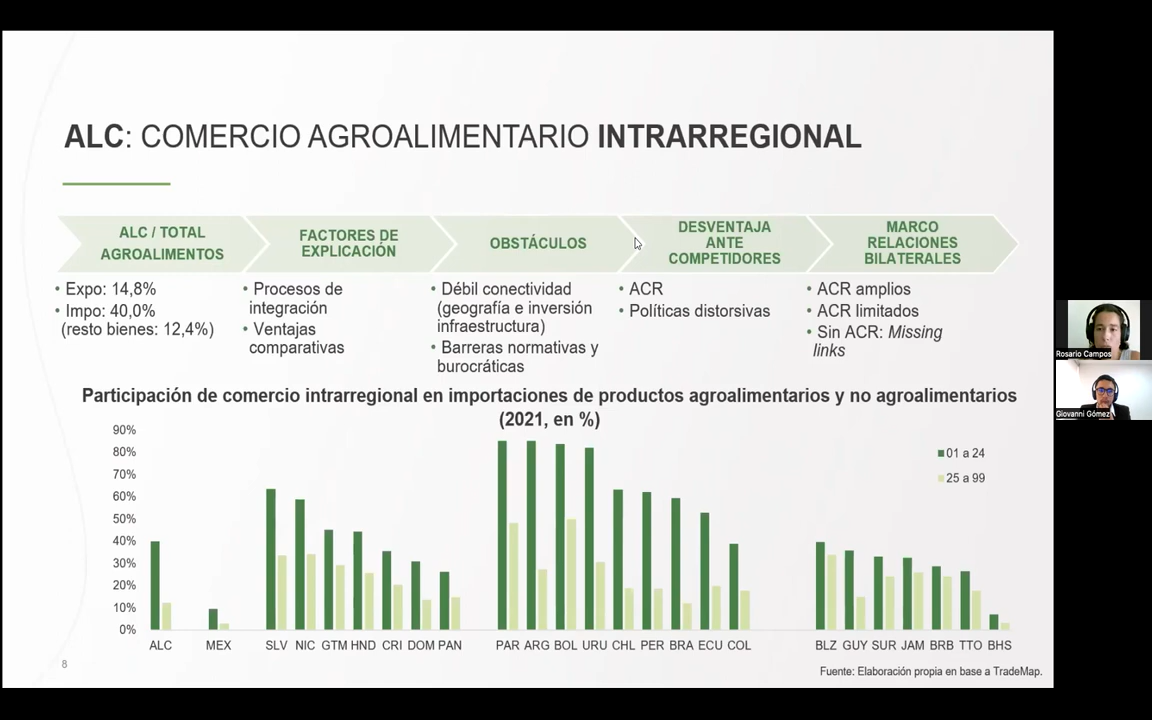 ALC: COMERCIO AGROALIMENTARIO INTRARREGIONAL
ALC / TOTAL
AGROALIMENTOS
• Expo: 14,8%
• Impo: 40,0%
(resto bienes: 12,4%)
FACTORES DE
EXPLICACIÓN
• Procesos de
integración
• Ventajas
comparativas
OBSTÁCULOS
• Débil conectividad
(geografía e inversión
infraestructura)
• Barreras normativas y
burocráticas
DESVENTAJA
ANTE
COMPETIDORES
• ACR
• Políticas distorsivas
MARCO
RELACIONES
BILATERALES
• ACR amplios
• ACR limitados
• Sin ACR: Missing
links
Participación de comercio intrarregional en importaciones de productos agroalimentarios y no agroalimentarios
(2021, en %)
90%
80%
70%
60%
50%
40%
30%
20%
10%
0%
01 a 24
25 a 99
ALC MEX SLV NIC GTM HND CRI DOM PAN PAR ARG BOL URU CHL PER BRA ECU COL BLZ GUY SUR JAM BRB TTO BHS
8
Fuente: Elaboración propia en base a TradeMap.
Rosario Campos
Giovanni Gómez